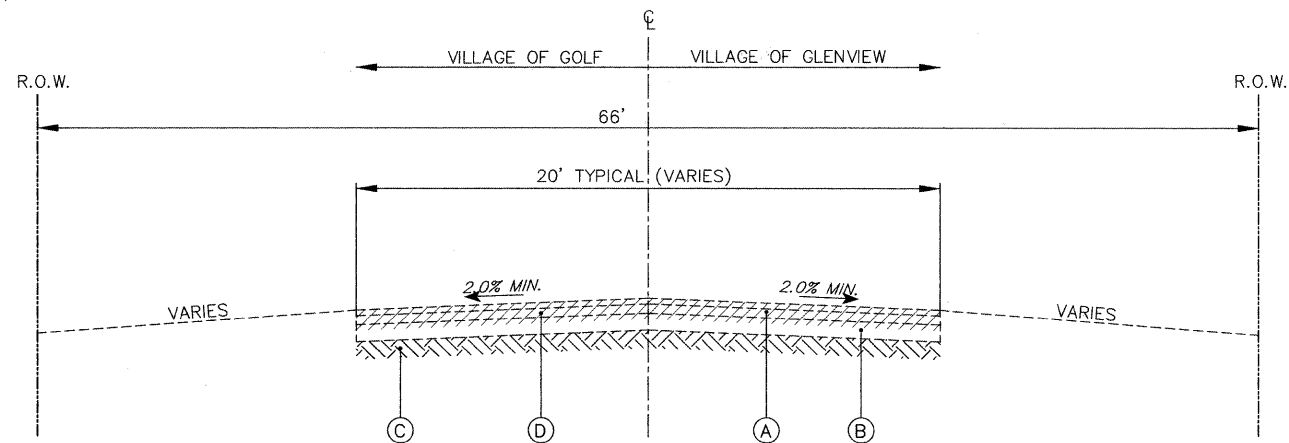 ℄
VILLAGE OF GOLF
VILLAGE OF GLENVIEW
R.O.W.
R.O.W.
66'
20' TYPICAL (VARIES)
2.0% MIN.
2.0% MIN.
VARIES
VARIES
C
D
A
B